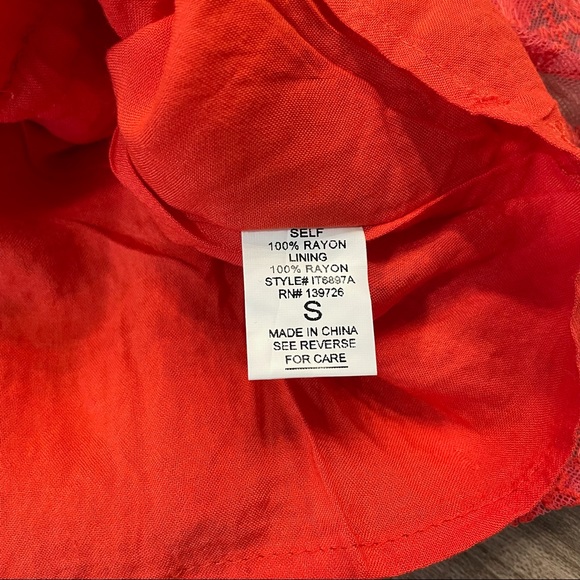 SELF
100% RAYON
LINING
100% RAYON
STYLE# IT6897A
RN# 139726
S
MADE IN CHINA
SEE REVERSE
FOR CARE